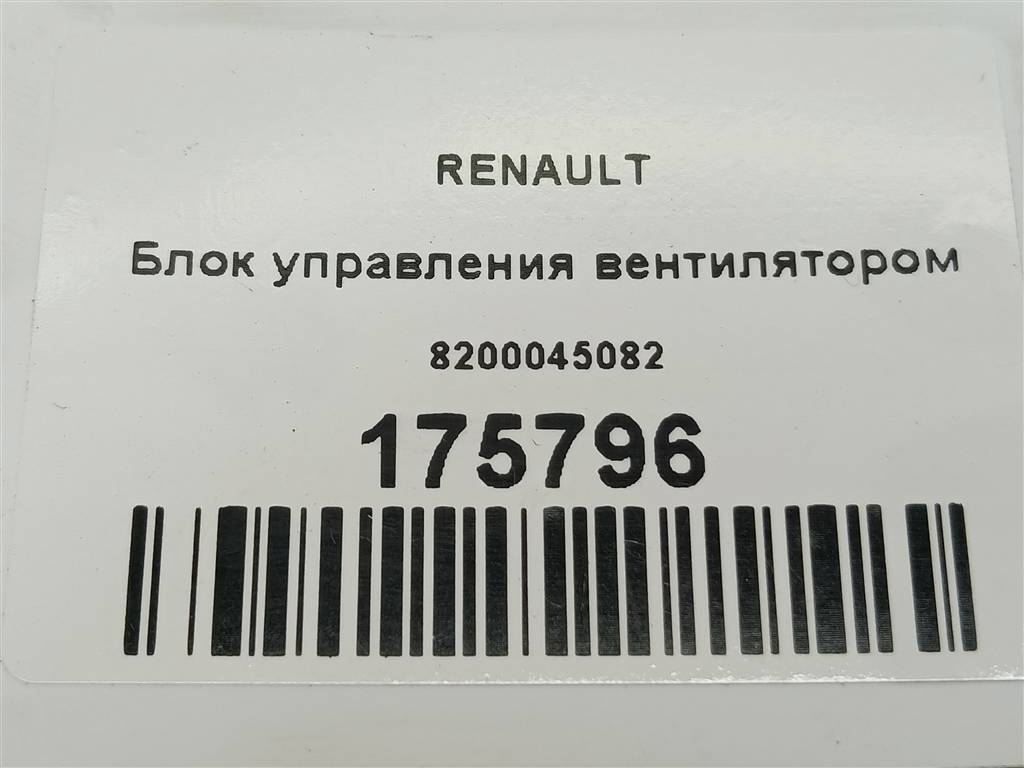 RENAULT
Блок управления вентилятором
8200045082
175796